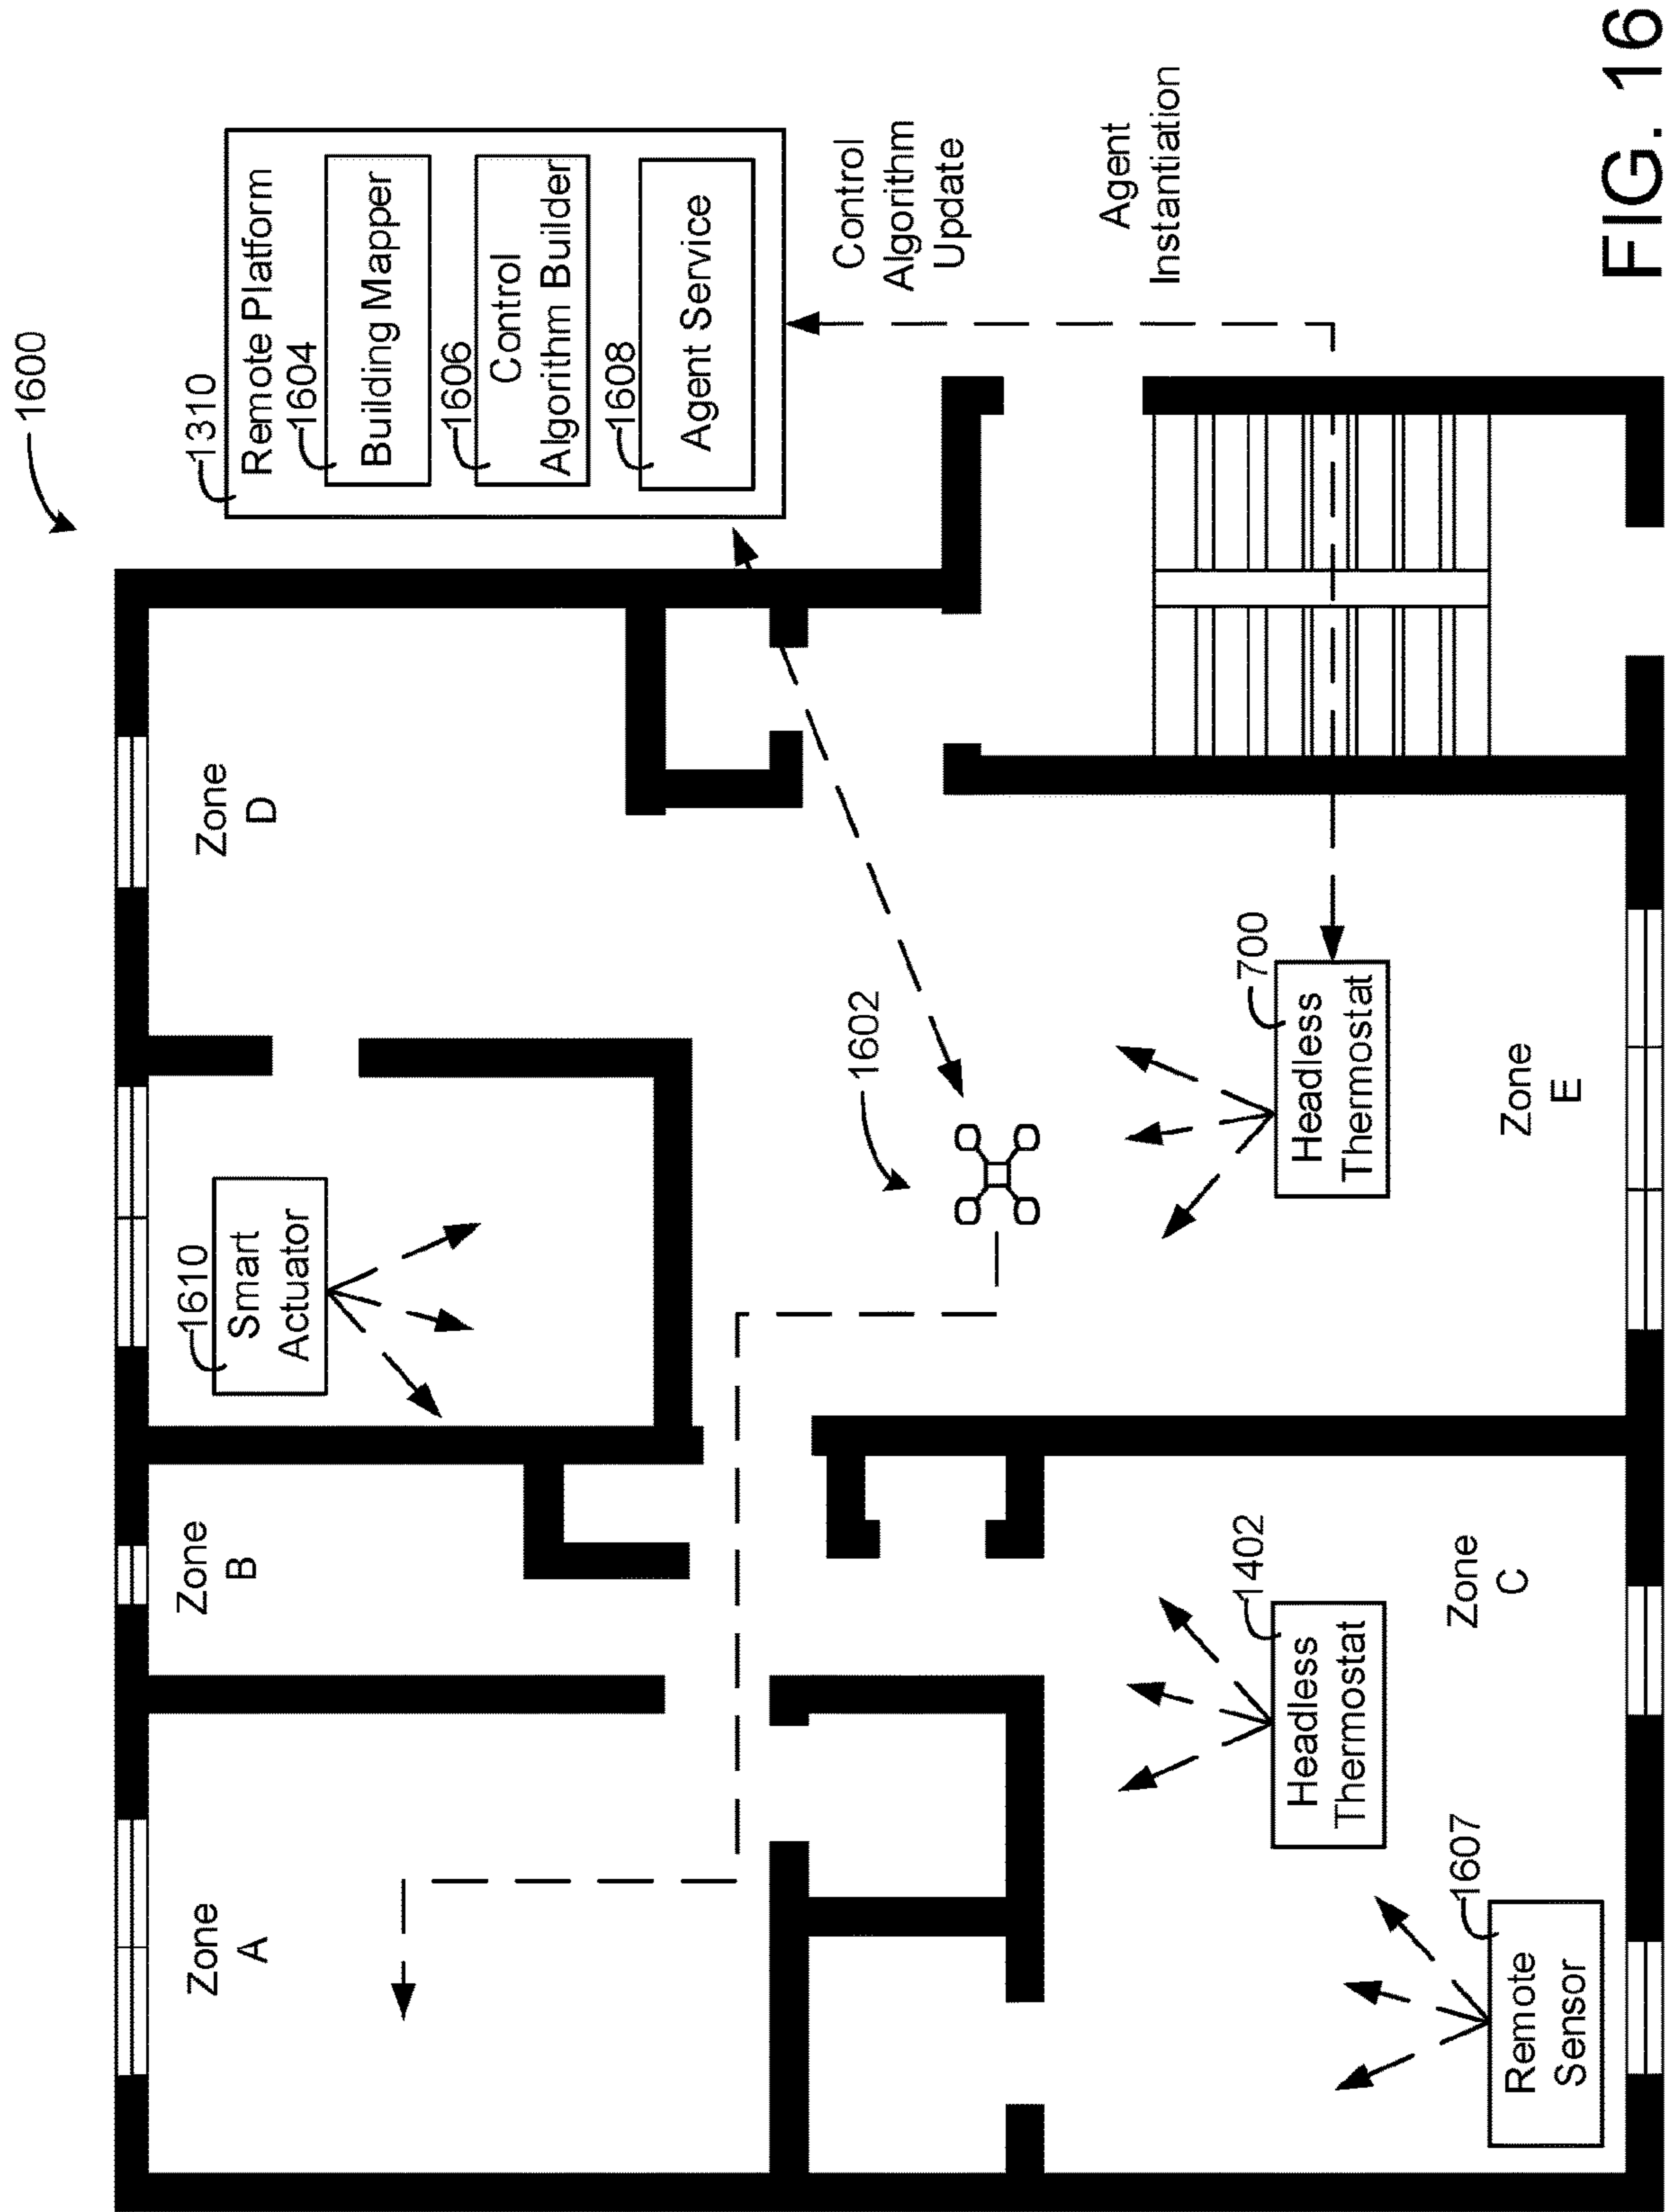 1600
1310
Remote Platform
1604
Building Mapper
1606
Control
Algorithm Builder
1608
Agent Service
Control
Algorithm
Update
Agent
Instantiation
Zone
A
Zone
B
1610
Smart
Actuator
Zone
D
1602
1607
Remote
Sensor
1402
Headless
Thermostat
Zone
C
700
Headless
Thermostat
Zone
E
FIG. 16